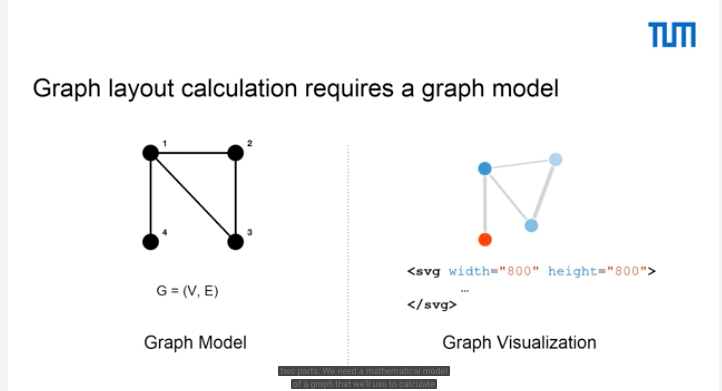 TUM
Graph layout calculation requires a graph model
1
2
4
3
G = (V, E)
Graph Model
<svg width="800" height="800">
...
</svg>
Graph Visualization
two parts. We need a mathematical model
of a graph that we'll use to calculate